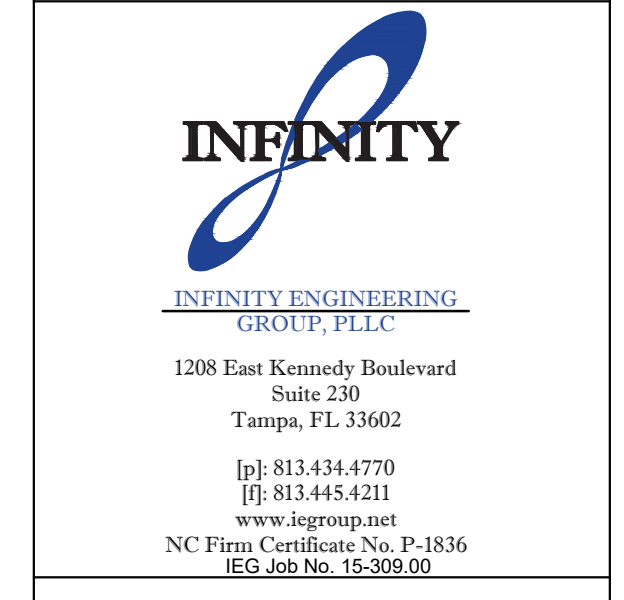 INFINITY
INFINITY ENGINEERING
GROUP, PLLC
1208 East Kennedy Boulevard
Suite 230
Tampa, FL 33602
[p]: 813.434.4770
[f]: 813.445.4211
www.iegroup.net
NC Firm Certificate No. P-1836
IEG Job No. 15-309.00